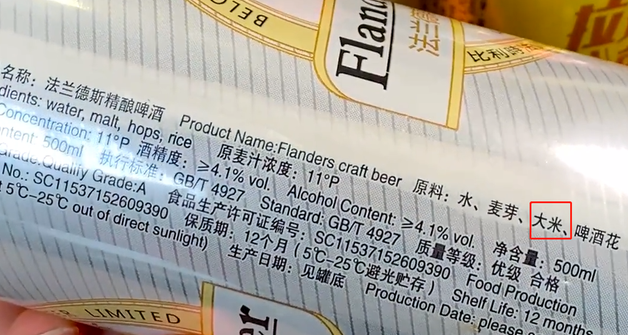 BELG
Flan
法兰
比利时
拉
名称：法兰德斯精酿啤酒
dients: water, malt, hops, rice
Product Name:Flanders craft beer
原料：水、麦芽、大米、啤酒花
Concentration: 11°P
酒精度：≥4.1% vol.
原麦汁浓度：11°P
Alcohol Content: ≥4.1% vol.
净含量：500ml
ntent: 500ml
执行标准：GB/T 4927
Standard: GB/T 4927
质量等级：优级 合格
Grade:Quality Grade:A
食品生产许可证编号：SC11537152609390
Food Production
No.: SC11537152609390
保质期：12个月（5℃-25℃避光贮存）
Shelf Life: 12 months
5℃-25℃ out of direct sunlight)
生产日期：见罐底
Production Date: please s
LIMITED
er